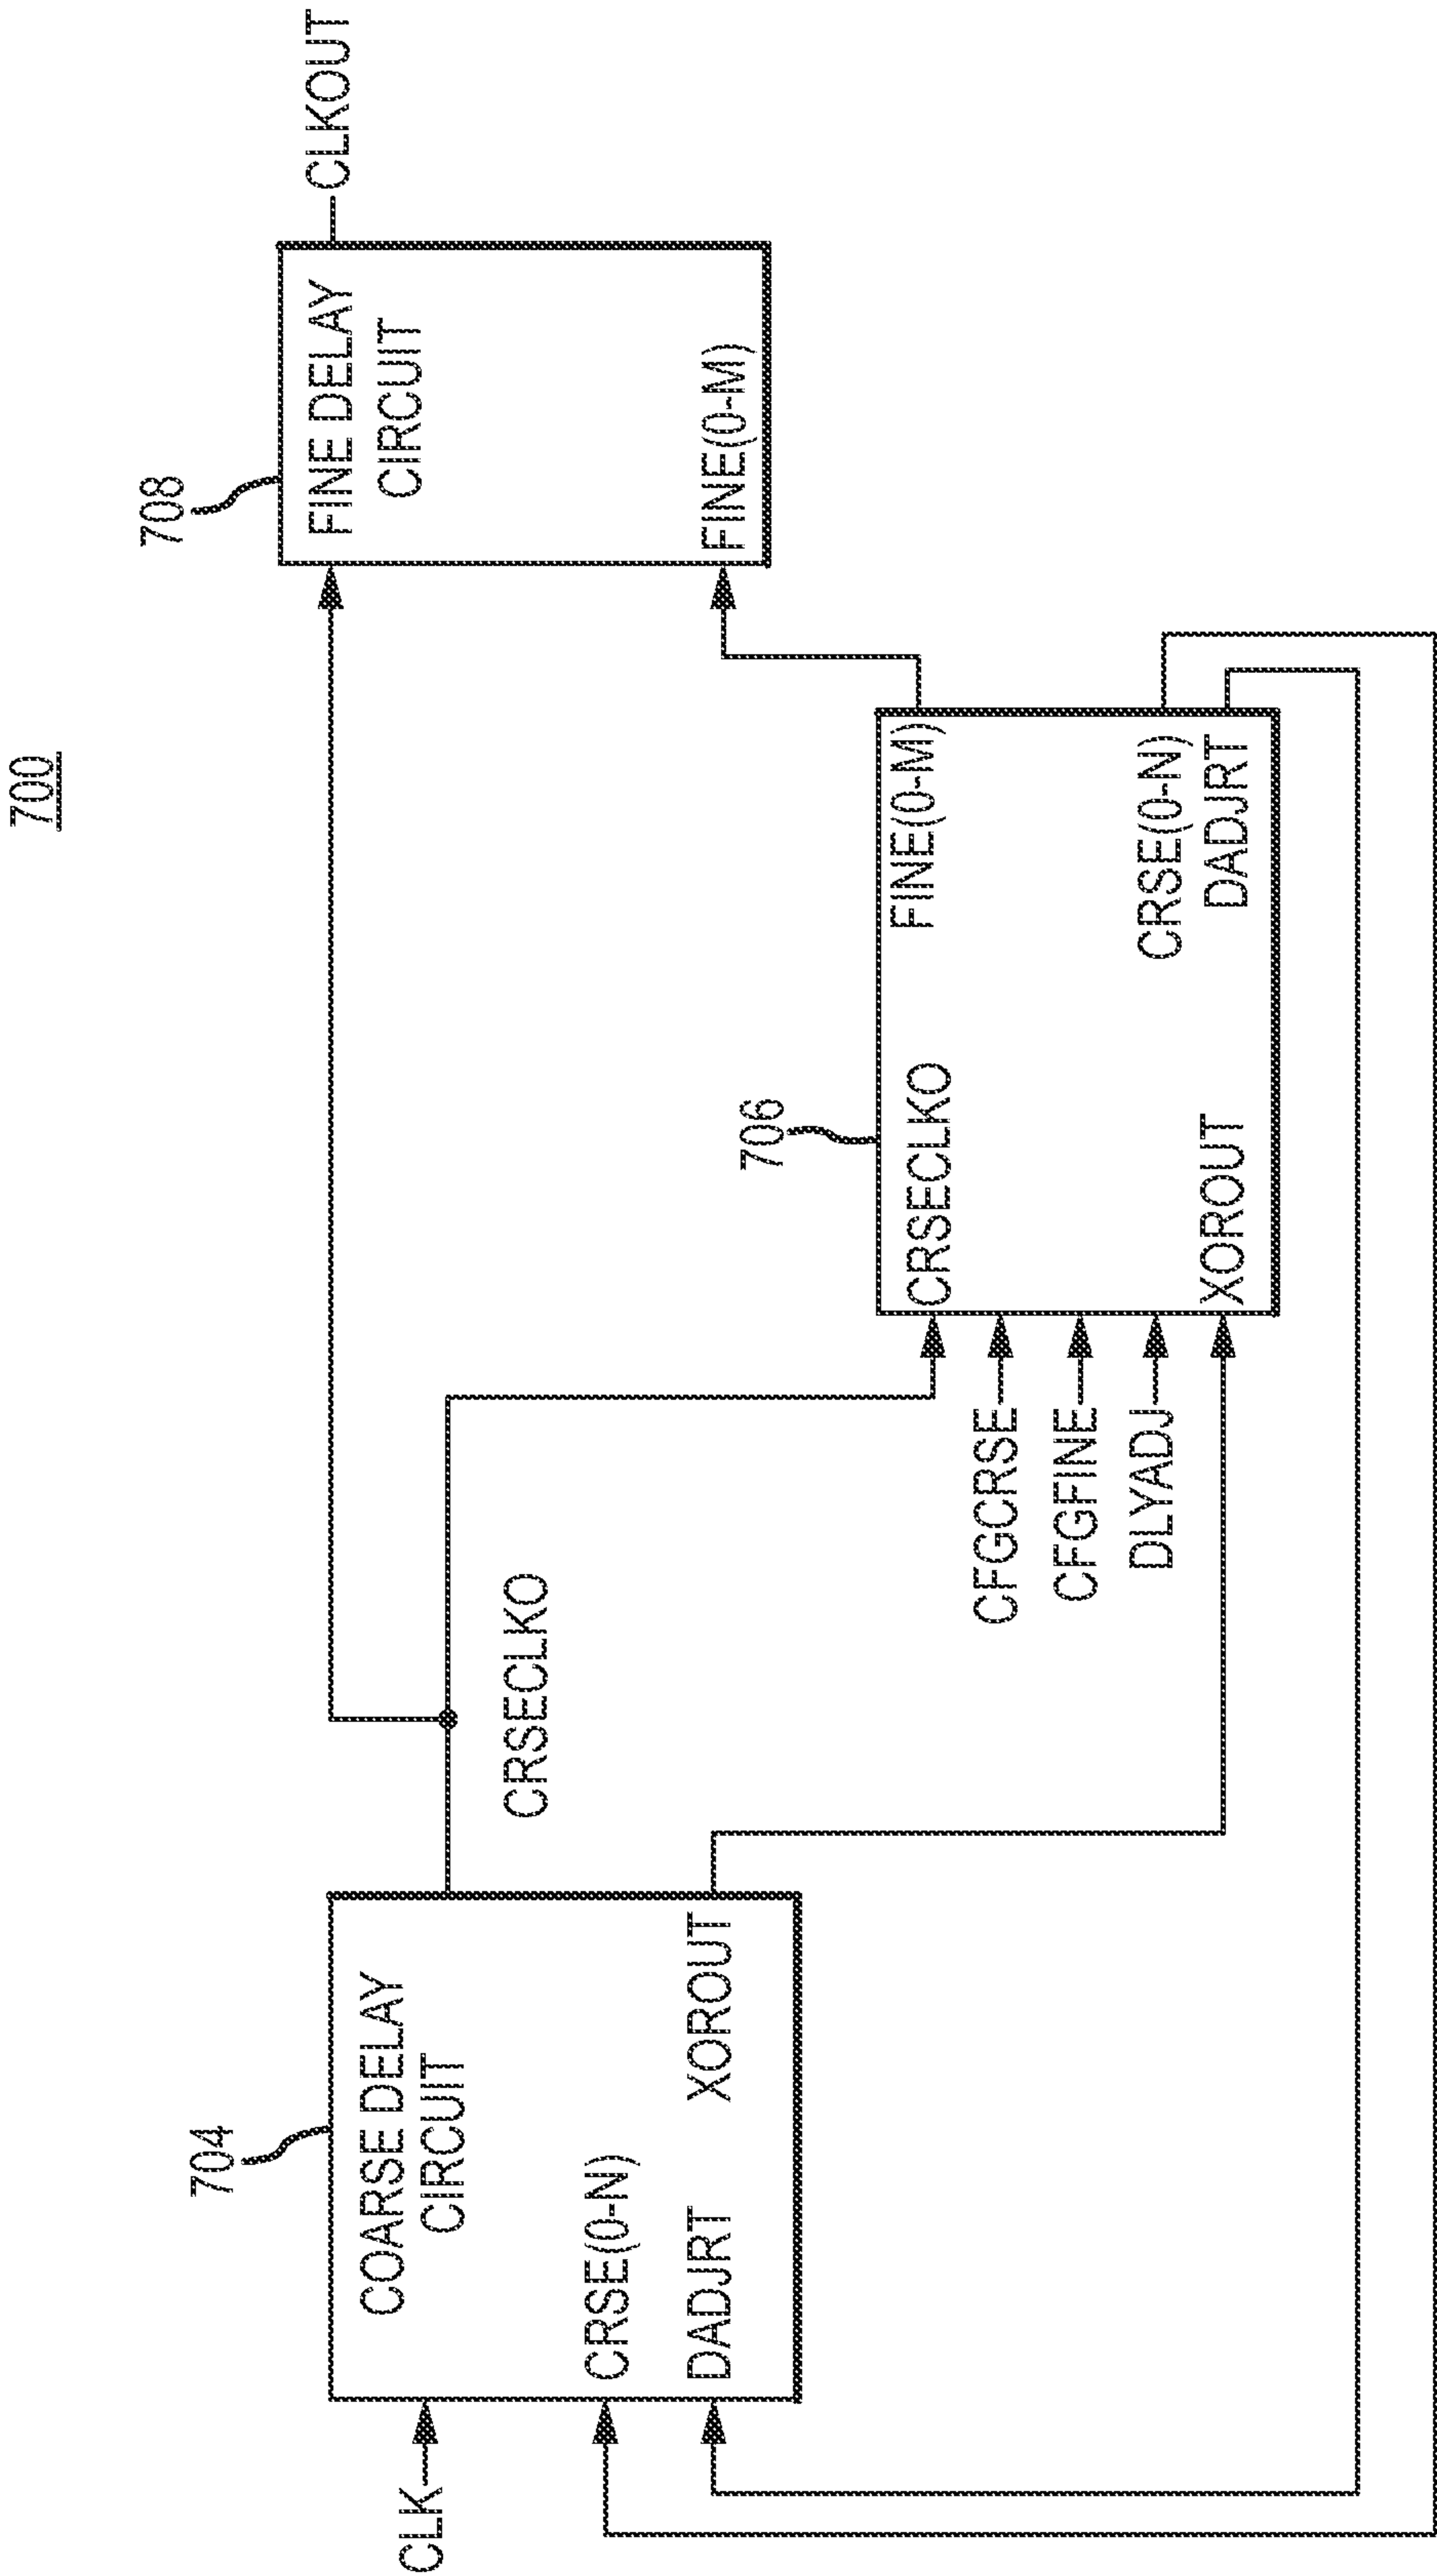 700
704
COARSE DELAY
CIRCUIT
CLK
CRSE(0-N)
DADJRT
XOROUT
CRSECLKO
708
FINE DELAY
CIRCUIT
FINE(0-M)
CLKOUT
706
CRSECLKO
FINE(0-M)
CFGCRSE
CFGFINE
DLYADJ
XOROUT
CRSE(0-N)
DADJRT